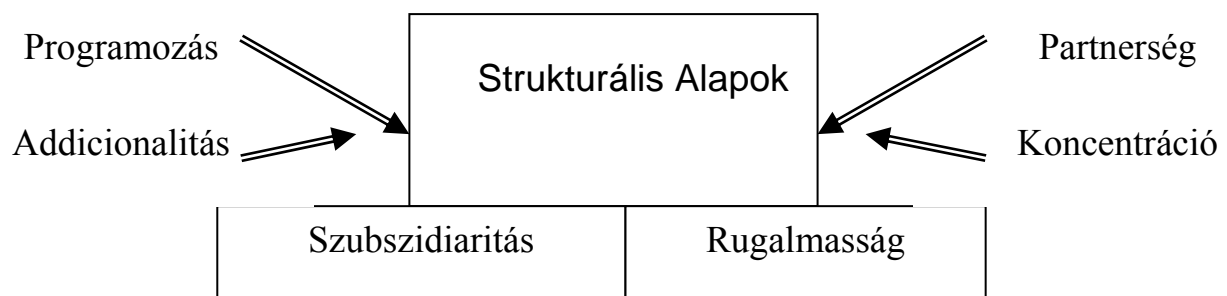 Programozás
Strukturális Alapok
Partnerség
Addicionalitás
Koncentráció
Szubszidiaritás
Rugalmasság